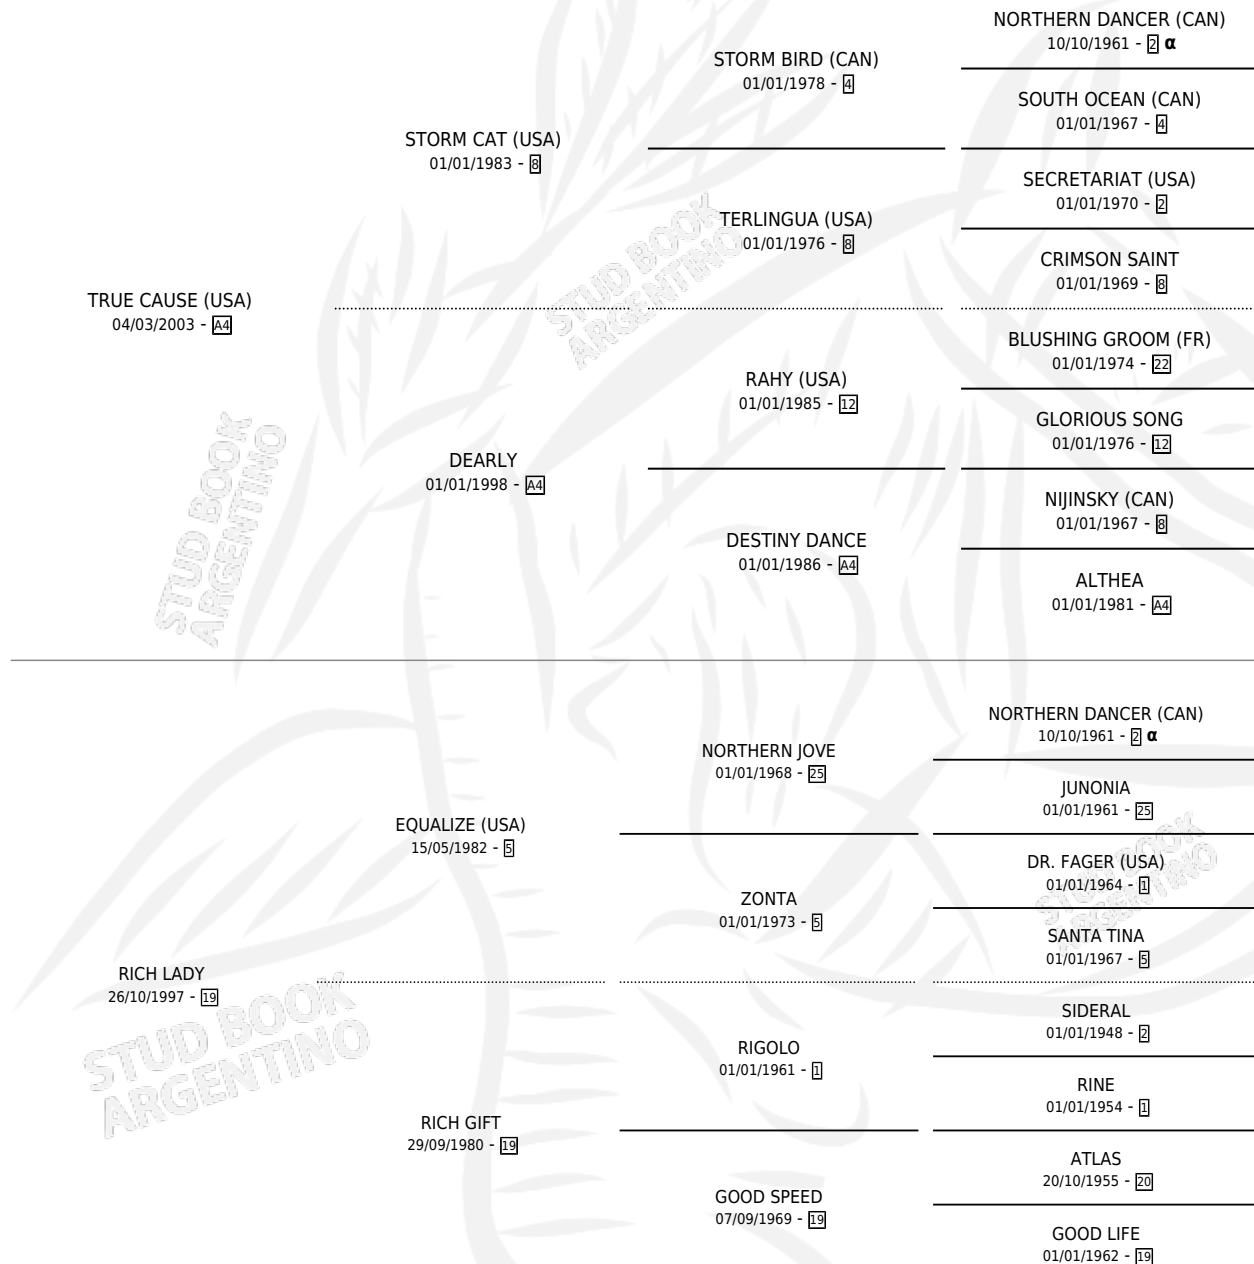 NORTHERN DANCER (CAN)
10/10/1961 - 2 α
STORM BIRD (CAN)
01/01/1978 - 4
SOUTH OCEAN (CAN)
01/01/1967 - 4
STORM CAT (USA)
01/01/1983 - 8
SECRETARIAT (USA)
01/01/1970 - 2
TERLINGUA (USA)
01/01/1976 - 8
CRIMSON SAINT
01/01/1969 - 8
TRUE CAUSE (USA)
04/03/2003 - A4
STUD BOOK
ARGENTINO
BLUSHING GROOM (FR)
01/01/1974 - 22
RAHY (USA)
01/01/1985 - 12
GLORIOUS SONG
01/01/1976 - 12
DEARLY
01/01/1998 - A4
STUD BOOK
ARGENTINO
NIJINSKY (CAN)
01/01/1967 - 8
DESTINY DANCE
01/01/1986 - A4
ALTHEA
01/01/1981 - A4
NORTHERN DANCER (CAN)
10/10/1961 - 2 α
NORTHERN JOVE
01/01/1968 - 25
JUNONIA
01/01/1961 - 25
EQUALIZE (USA)
15/05/1982 - 5
DR. FAGER (USA)
01/01/1964 - 1
STUD BOOK
ARGENTINO
ZONTA
01/01/1973 - 5
SANTA TINA
01/01/1967 - 5
RICH LADY
26/10/1997 - 19
STUD BOOK
ARGENTINO
SIDERAL
01/01/1948 - 2
RIGOLO
01/01/1961 - 1
RINE
01/01/1954 - 1
RICH GIFT
29/09/1980 - 19
ATLAS
20/10/1955 - 20
GOOD SPEED
07/09/1969 - 19
GOOD LIFE
01/01/1962 - 19